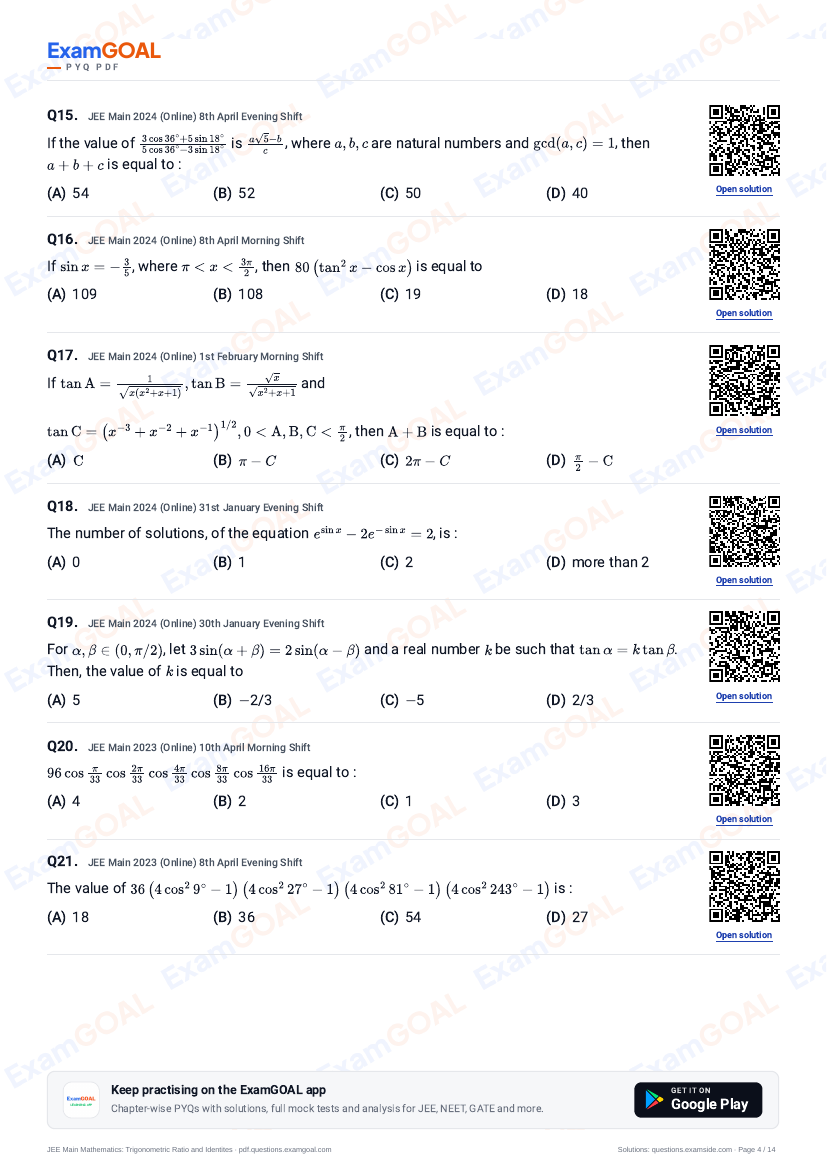 ExamGOAL
PYQ PDF
Q15. JEE Main 2024 (Online) 8th April Evening Shift
If the value of $\frac{3 \cos 36^\circ + 5 \sin 18^\circ}{5 \cos 36^\circ - 3 \sin 18^\circ}$ is $\frac{a\sqrt{5} - b}{c}$, where $a, b, c$ are natural numbers and $\gcd(a, c) = 1$, then
$a + b + c$ is equal to :
(A) 54 (B) 52 (C) 50 (D) 40
Open solution
Q16. JEE Main 2024 (Online) 8th April Morning Shift
If $\sin x = -\frac{3}{5}$, where $\pi < x < \frac{3\pi}{2}$, then $80 \left(\tan^2 x - \cos x\right)$ is equal to
(A) 109 (B) 108 (C) 19 (D) 18
Open solution
Q17. JEE Main 2024 (Online) 1st February Morning Shift
If $\tan \mathrm{A} = \frac{1}{\sqrt{x(x^2+x+1)}}, \tan \mathrm{B} = \frac{\sqrt{x}}{\sqrt{x^2+x+1}}$ and
$\tan \mathrm{C} = \left(x^{-3} + x^{-2} + x^{-1}\right)^{1/2}, 0 < \mathrm{A}, \mathrm{B}, \mathrm{C} < \frac{\pi}{2}$, then $\mathrm{A} + \mathrm{B}$ is equal to :
(A) C (B) $\pi - C$ (C) $2\pi - C$ (D) $\frac{\pi}{2} - \mathrm{C}$
Open solution
Q18. JEE Main 2024 (Online) 31st January Evening Shift
The number of solutions, of the equation $e^{\sin x} - 2e^{-\sin x} = 2$, is :
(A) 0 (B) 1 (C) 2 (D) more than 2
Open solution
Q19. JEE Main 2024 (Online) 30th January Evening Shift
For $\alpha, \beta \in (0, \pi/2)$, let $3 \sin(\alpha + \beta) = 2 \sin(\alpha - \beta)$ and a real number $k$ be such that $\tan \alpha = k \tan \beta$.
Then, the value of $k$ is equal to
(A) 5 (B) −2/3 (C) −5 (D) 2/3
Open solution
Q20. JEE Main 2023 (Online) 10th April Morning Shift
$96 \cos \frac{\pi}{33} \cos \frac{2\pi}{33} \cos \frac{4\pi}{33} \cos \frac{8\pi}{33} \cos \frac{16\pi}{33}$ is equal to :
(A) 4 (B) 2 (C) 1 (D) 3
Open solution
Q21. JEE Main 2023 (Online) 8th April Evening Shift
The value of $36 \left(4 \cos^2 9^\circ - 1\right) \left(4 \cos^2 27^\circ - 1\right) \left(4 \cos^2 81^\circ - 1\right) \left(4 \cos^2 243^\circ - 1\right)$ is :
(A) 18 (B) 36 (C) 54 (D) 27
Open solution
ExamGOAL
Keep practising on the ExamGOAL app
Chapter-wise PYQs with solutions, full mock tests and analysis for JEE, NEET, GATE and more.
GET IT ON
Google Play
JEE Main Mathematics: Trigonometric Ratio and Identites · pdf.questions.examgoal.com
Solutions: questions.examside.com · Page 4 / 14